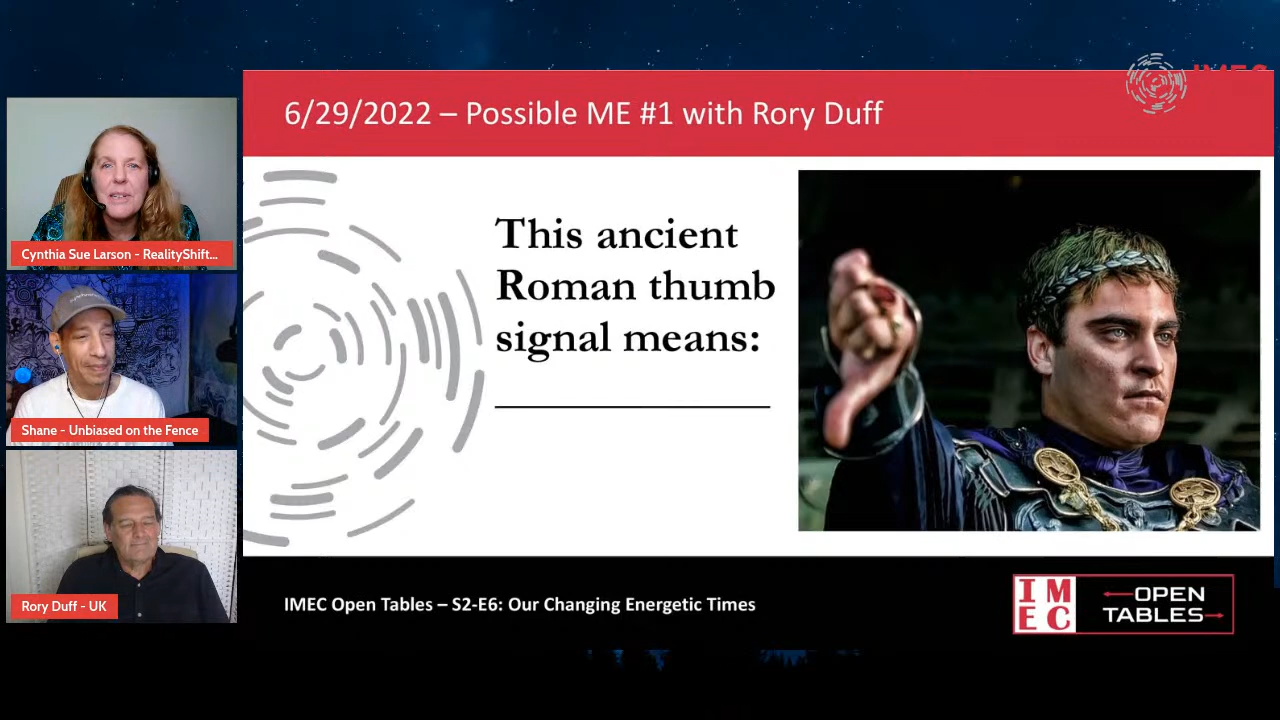 6/29/2022 – Possible ME #1 with Rory Duff
IMEC
Cynthia Sue Larson - RealityShift...
This ancient
Roman thumb
signal means:
Shane - Unbiased on the Fence
Rory Duff - UK
IMEC Open Tables – S2-E6: Our Changing Energetic Times
IM
EC
OPEN
TABLES